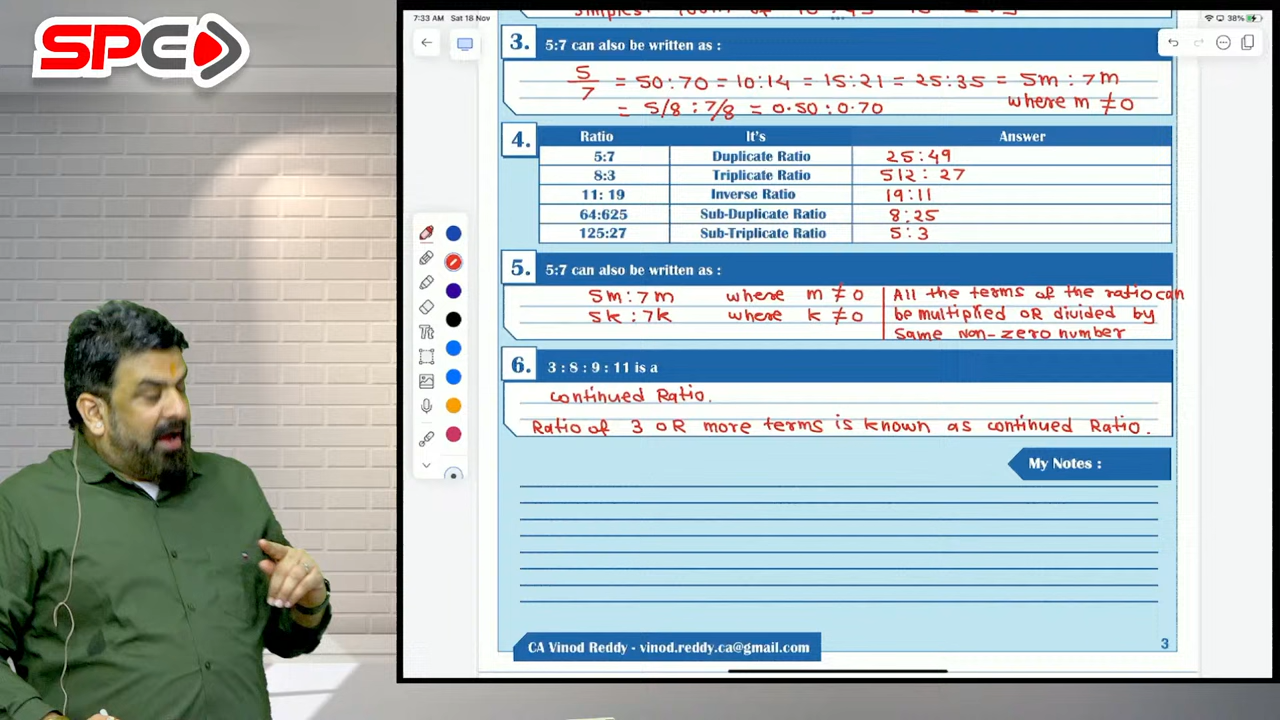 7:33 AM Sat 18 Nov
38%
SPC
3. 5:7 can also be written as :
5/7 = 50:70 = 10:14 = 15:21 = 25:35 = 5m : 7m
= 5/8 : 7/8 = 0.50 : 0.70 where m ≠ 0
4. Ratio It's Answer
5:7 Duplicate Ratio 25:49
8:3 Triplicate Ratio 512 : 27
11: 19 Inverse Ratio 19:11
64:625 Sub-Duplicate Ratio 8:25
125:27 Sub-Triplicate Ratio 5:3
5. 5:7 can also be written as :
5m : 7m where m ≠ 0 All the terms of the ratio can
5k : 7k where k ≠ 0 be multiplied OR divided by
same non-zero number
6. 3 : 8 : 9 : 11 is a
continued Ratio.
Ratio of 3 OR more terms is known as continued Ratio.
My Notes :
CA Vinod Reddy - vinod.reddy.ca@gmail.com
3